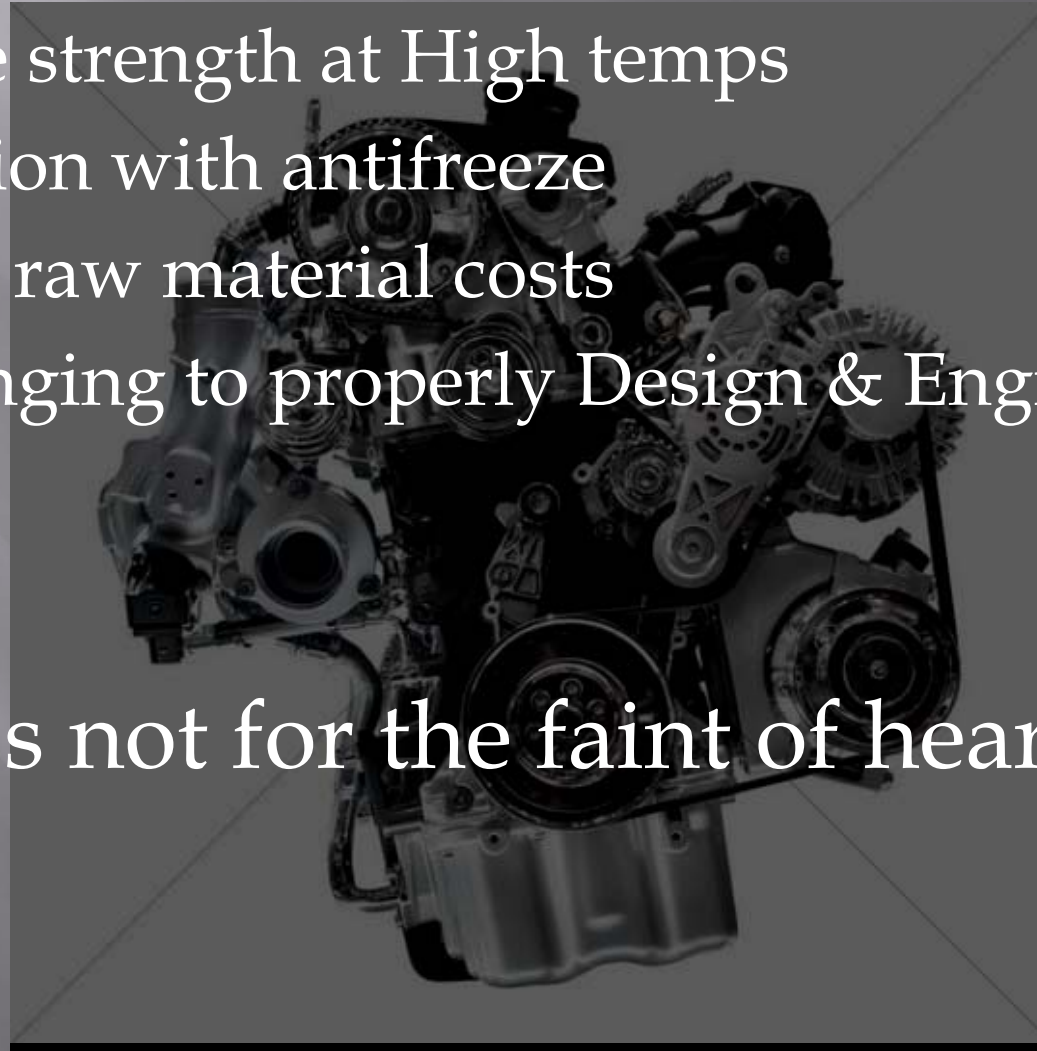 e strength at High temps
ion with antifreeze
raw material costs
nging to properly Design & Eng
s not for the faint of hear